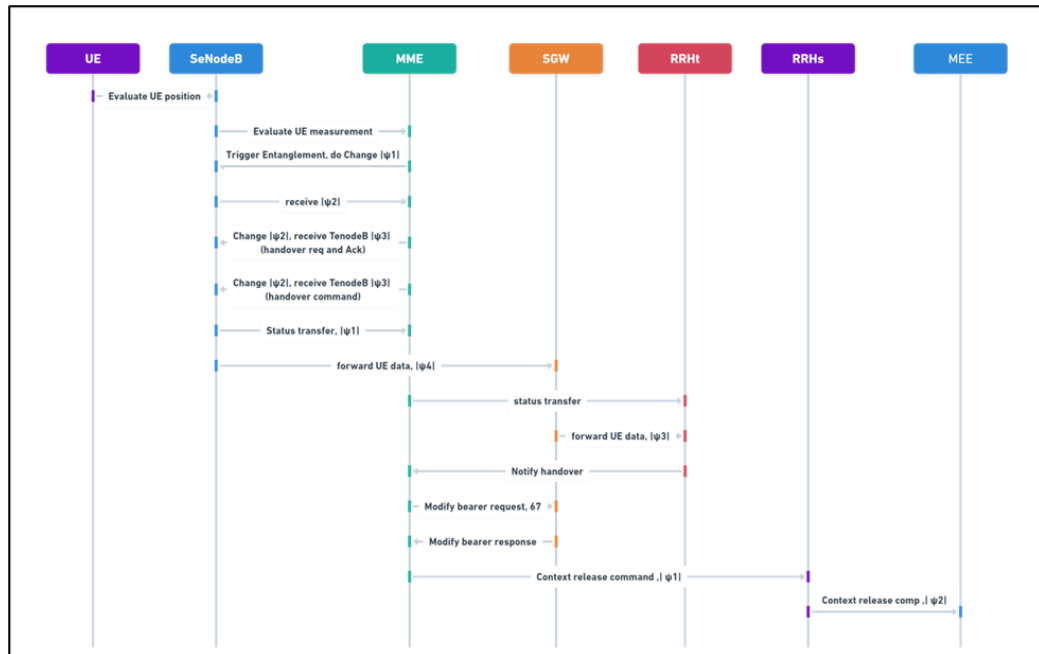 UE SeNodeB MME SGW RRHt RRHs MEE
Evaluate UE position
Evaluate UE measurement
Trigger Entanglement, do Change |ψ1|
receive |ψ2|
Change |ψ2|, receive TenodeB |ψ3|
(handover req and Ack)
Change |ψ2|, receive TenodeB |ψ3|
(handover command)
Status transfer, |ψ1|
forward UE data, |ψ4|
status transfer
forward UE data, |ψ3|
Notify handover
Modify bearer request, 67
Modify bearer response
Context release command ,| ψ1|
Context release comp ,| ψ2|